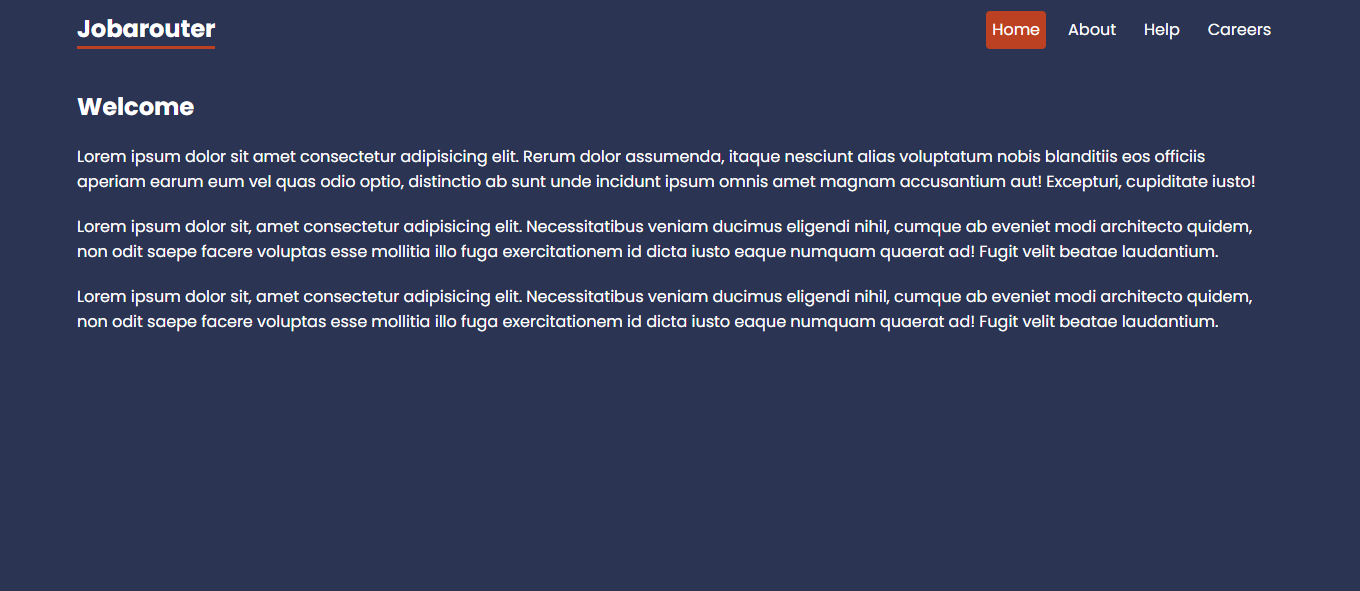 Jobarouter
Home
About
Help
Careers
Welcome
Lorem ipsum dolor sit amet consectetur adipisicing elit. Rerum dolor assumenda, itaque nesciunt alias voluptatum nobis blanditiis eos officiis
aperiam earum eum vel quas odio optio, distinctio ab sunt unde incidunt ipsum omnis amet magnam accusantium aut! Excepturi, cupiditate iusto!
Lorem ipsum dolor sit, amet consectetur adipisicing elit. Necessitatibus veniam ducimus eligendi nihil, cumque ab eveniet modi architecto quidem,
non odit saepe facere voluptas esse mollitia illo fuga exercitationem id dicta iusto eaque numquam quaerat ad! Fugit velit beatae laudantium.
Lorem ipsum dolor sit, amet consectetur adipisicing elit. Necessitatibus veniam ducimus eligendi nihil, cumque ab eveniet modi architecto quidem,
non odit saepe facere voluptas esse mollitia illo fuga exercitationem id dicta iusto eaque numquam quaerat ad! Fugit velit beatae laudantium.